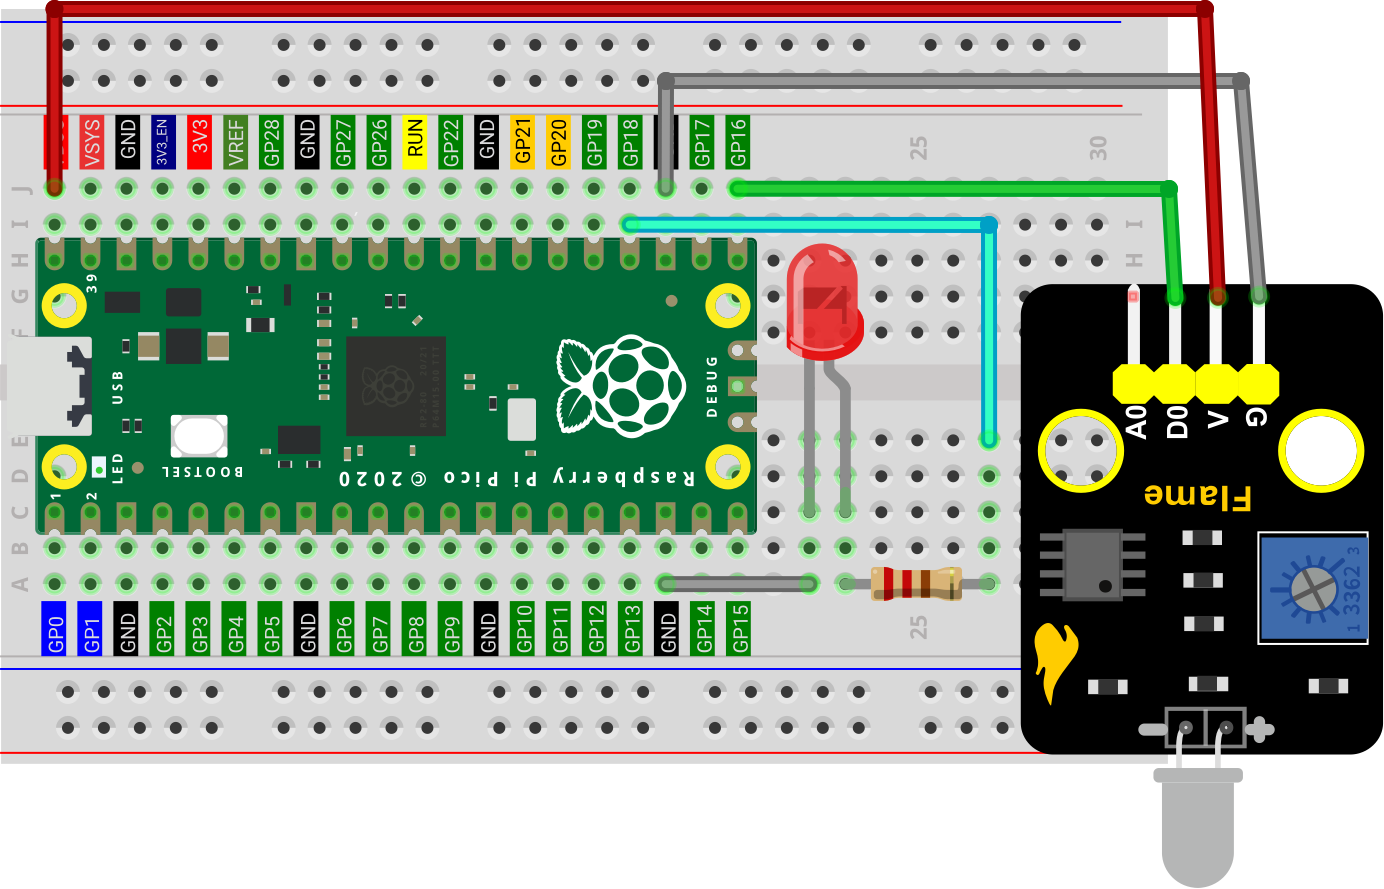 VSYS
GND
3V3_EN
3V3
VREF
GP28
GND
GP27
GP26
RUN
GP22
GND
GP21
GP20
GP19
GP18
GP17
GP16
25
30
J
I
I
H
H
G
F
E
D
C
B
A
39
USB
DEBUG
LED
BOOTSEL
1
2
Raspberry Pi Pico © 2020
A0
D0
V
G
Flame
3362
1
3
GP0
GP1
GND
GP2
GP3
GP4
GP5
GND
GP6
GP7
GP8
GP9
GND
GP10
GP11
GP12
GP13
GND
GP14
GP15
25